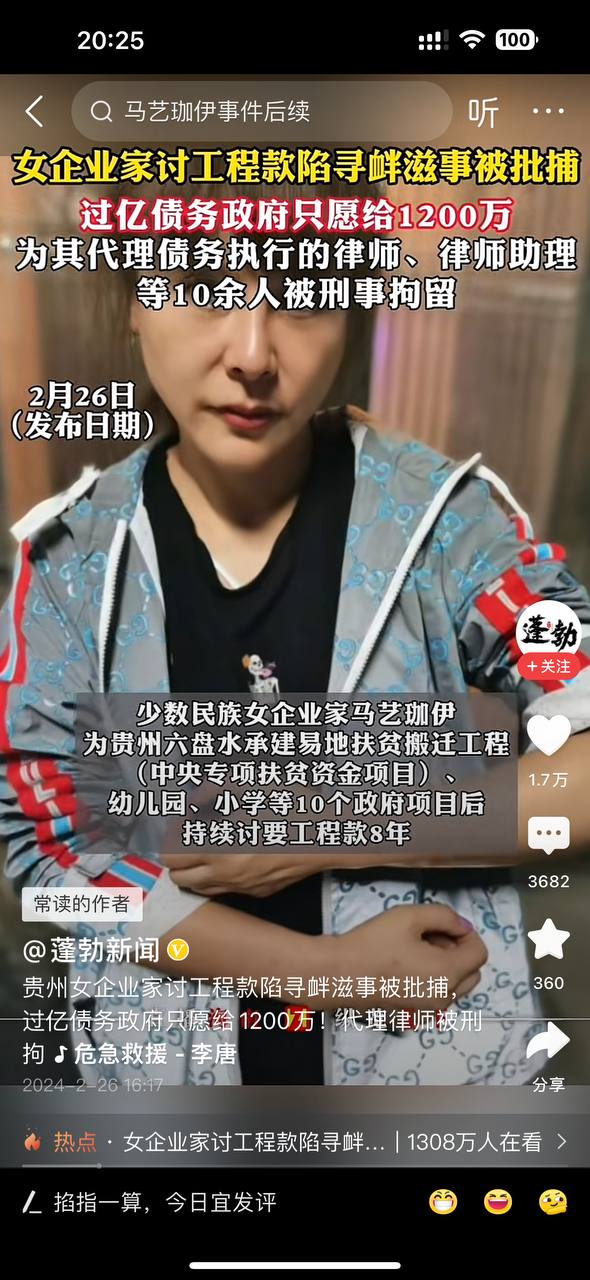 20:25
100
马艺珈伊事件后续
听
女企业家讨工程款陷寻衅滋事被批捕
过亿债务政府只愿给1200万
为其代理债务执行的律师、律师助理
等10余人被刑事拘留
2月26日
（发布日期）
蓬勃
+关注
少数民族女企业家马艺珈伊
为贵州六盘水承建易地扶贫搬迁工程
（中央专项扶贫资金项目）、
幼儿园、小学等10个政府项目后
持续讨要工程款8年
1.7万
3682
360
分享
常读的作者
@蓬勃新闻
贵州女企业家讨工程款陷寻衅滋事被批捕，
过亿债务政府只愿给1200万！代理律师被刑
拘 危急救援 - 李唐
2024-2-26 16:17
热点 · 女企业家讨工程款陷寻衅... | 1308万人在看
掐指一算，今日宜发评